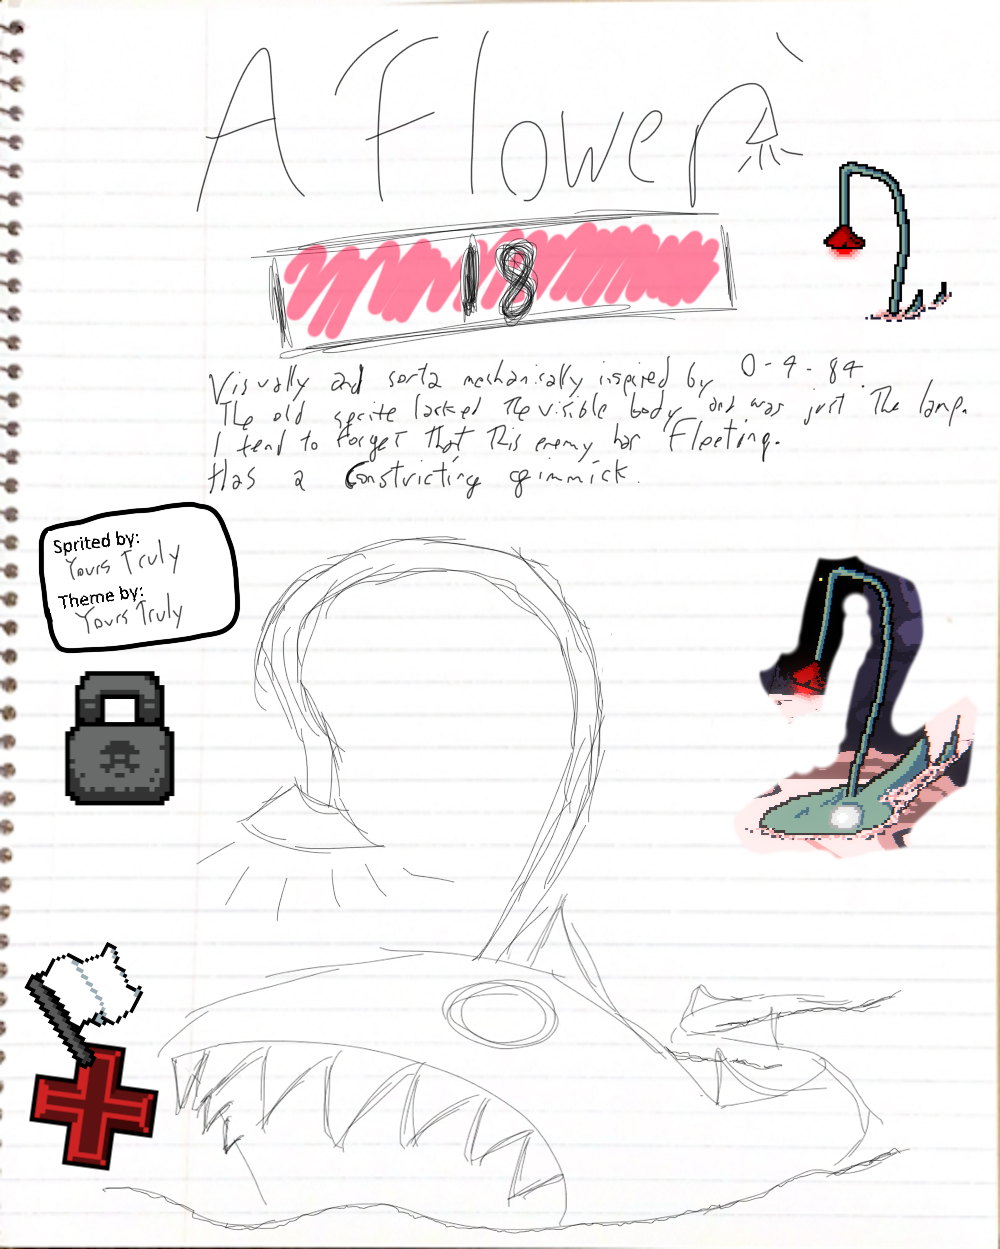 A Flower
18
Visually and sorta mechanically inspired by 0-4-84.
The old sprite lacked the visible body, and was just the lamp.
I tend to forget that this enemy has Fleeting.
Has a Constricting gimmick.
Sprited by:
Yours Truly
Theme by:
Yours Truly